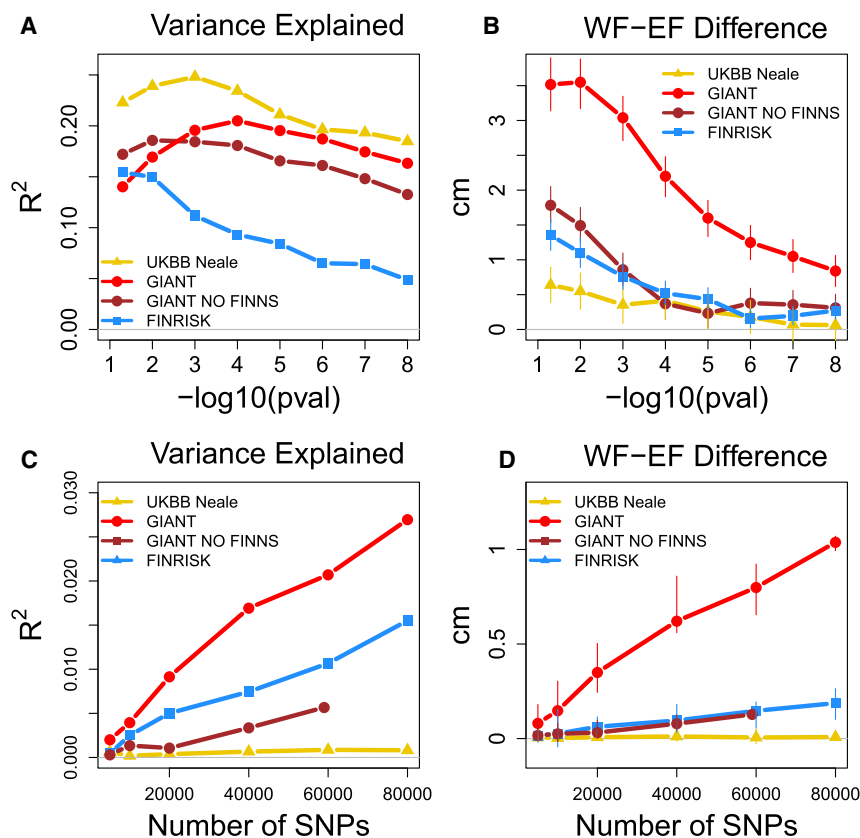 A
Variance Explained
R2
0.00
0.10
0.20
UKBB Neale
GIANT
GIANT NO FINNS
FINRISK
1 2 3 4 5 6 7 8
−log10(pval)
B
WF−EF Difference
cm
0
1
2
3
UKBB Neale
GIANT
GIANT NO FINNS
FINRISK
1 2 3 4 5 6 7 8
−log10(pval)
C
Variance Explained
R2
0.000
0.010
0.020
0.030
UKBB Neale
GIANT
GIANT NO FINNS
FINRISK
20000 40000 60000 80000
Number of SNPs
D
WF−EF Difference
cm
0
0.5
1
UKBB Neale
GIANT
GIANT NO FINNS
FINRISK
20000 40000 60000 80000
Number of SNPs